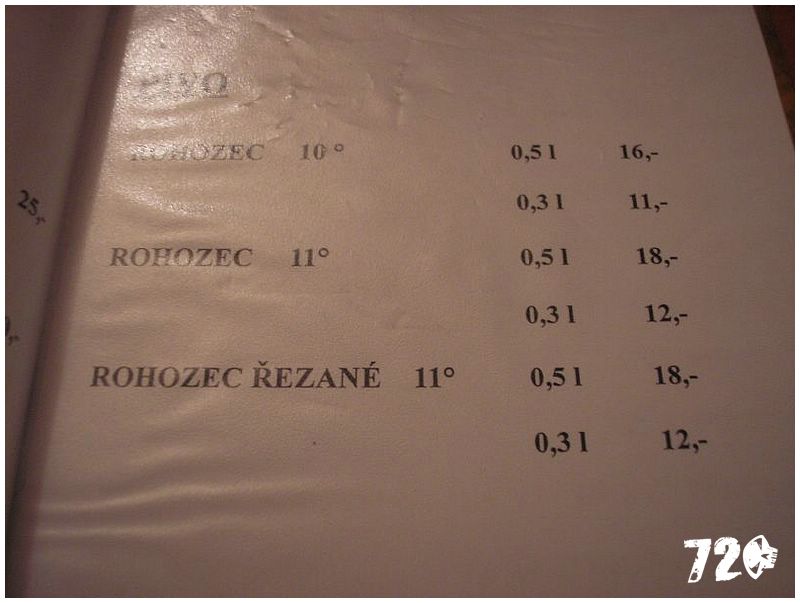 PIVO
ROHOZEC 10 ° 0,5 l 16,-
0,3 l 11,-
ROHOZEC 11° 0,5 l 18,-
0,3 l 12,-
ROHOZEC ŘEZANÉ 11° 0,5 l 18,-
0,3 l 12,-
25,-
720